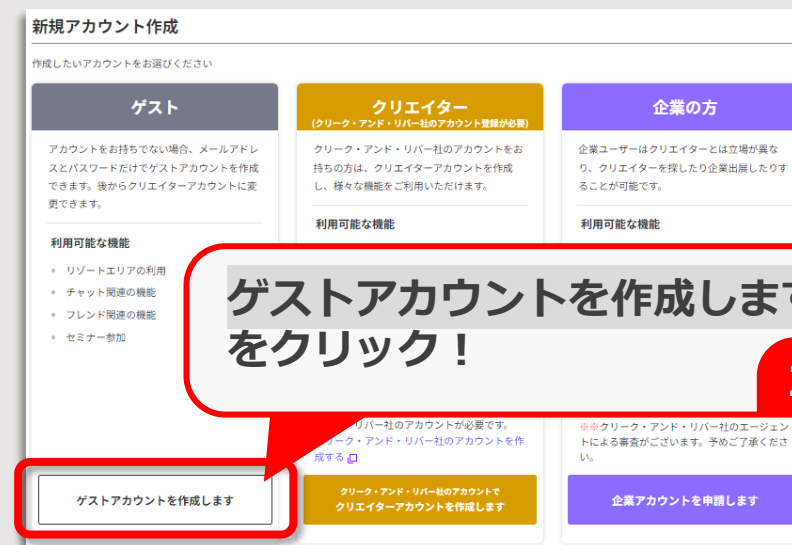 新規アカウント作成
作成したいアカウントをお選びください
ゲスト
アカウントをお持ちでない場合、メールアドレ
スとパスワードだけでゲストアカウントを作成
できます。後からクリエイターアカウントに変
更できます。
利用可能な機能
リゾートエリアの利用
チャット関連の機能
フレンド関連の機能
セミナー参加
ゲストアカウントを作成します
クリエイター
(クリーク・アンド・リバー社のアカウント登録が必要)
クリーク・アンド・リバー社のアカウントをお
持ちの方は、クリエイターアカウントを作成
し、様々な機能をご利用いただけます。
利用可能な機能
リバー社のアカウントが必要です。
リーク・アンド・リバー社のアカウントを作
成する
クリーク・アンド・リバー社のアカウントで
クリエイターアカウントを作成します
企業の方
企業ユーザーはクリエイターとは立場が異な
り、クリエイターを探したり企業出展したりす
ることが可能です。
利用可能な機能
※※クリーク・アンド・リバー社のエージェン
トによる審査がございます。予めご了承くださ
い。
企業アカウントを申請します
ゲストアカウントを作成します
をクリック！